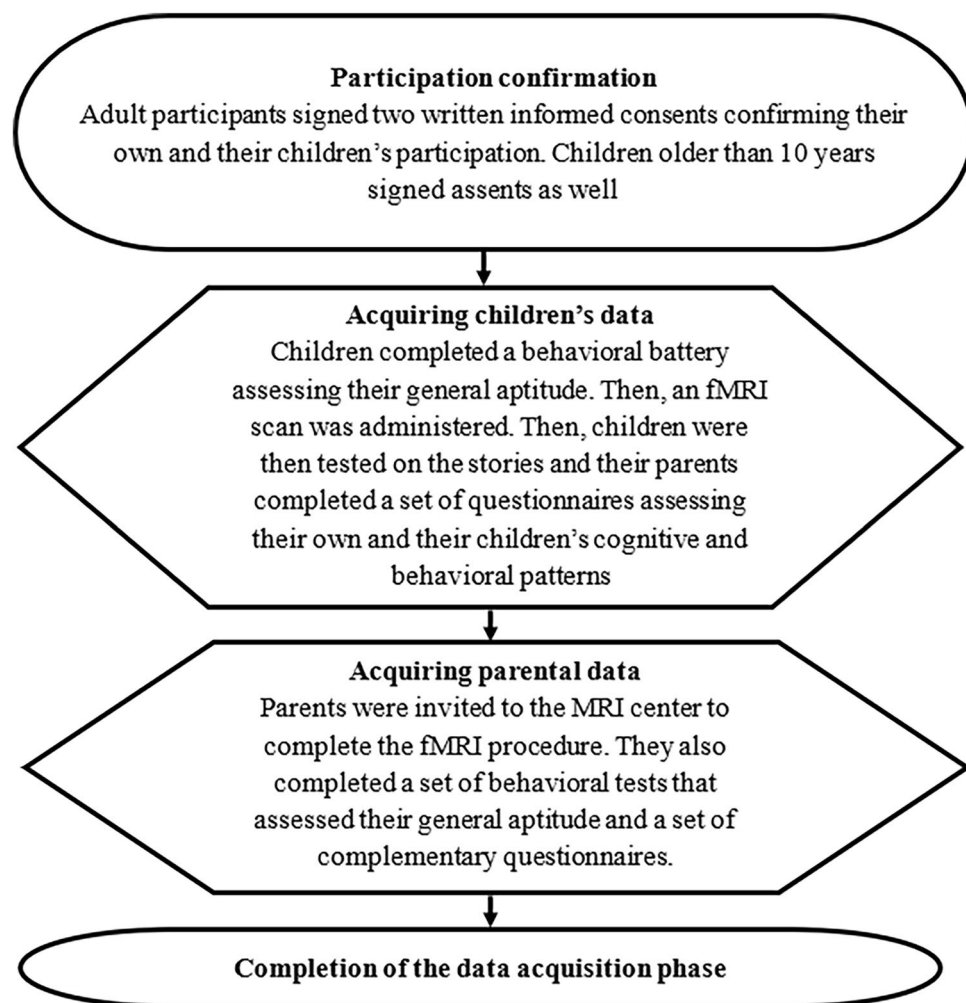 Participation confirmation
Adult participants signed two written informed consents confirming their
own and their children's participation. Children older than 10 years
signed assents as well
Acquiring children's data
Children completed a behavioral battery
assessing their general aptitude. Then, an fMRI
scan was administered. Then, children were
then tested on the stories and their parents
completed a set of questionnaires assessing
their own and their children's cognitive and
behavioral patterns
Acquiring parental data
Parents were invited to the MRI center to
complete the fMRI procedure. They also
completed a set of behavioral tests that
assessed their general aptitude and a set of
complementary questionnaires.
Completion of the data acquisition phase